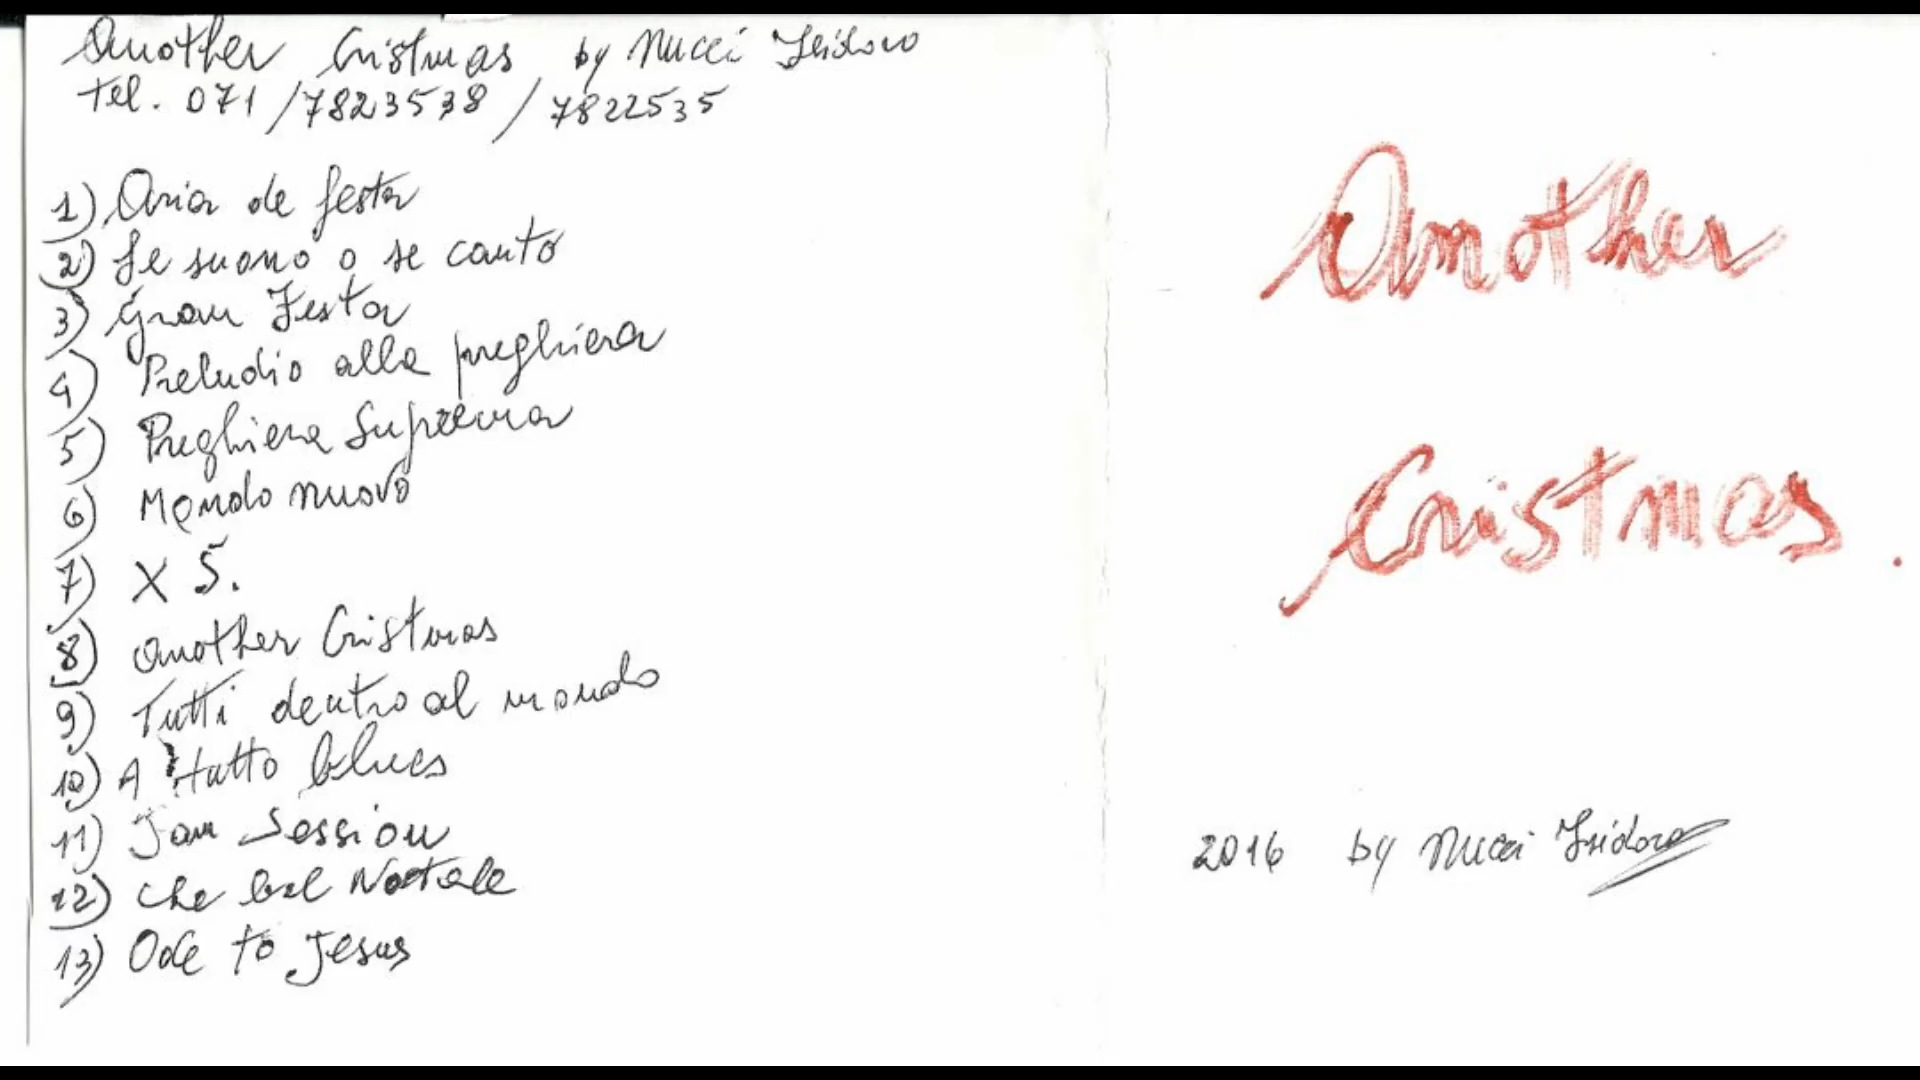 Another Cristmas by Nucci Isidoro
Tel. 071/7823538/7822535
1) Aria de festa
2) Se suono o se canto
3) Gran Festa
4) Preludio alla preghiera
5) Preghiera Suprema
6) Mondo nuovo
7) X 5.
8) Another Cristmas
9) Tutti dentro al mondo
10) A tutto blues
11) Jam Session
12) Che bel Natale
13) Ode to Jesus
Another
Cristmas.
2016 by Nucci Isidoro